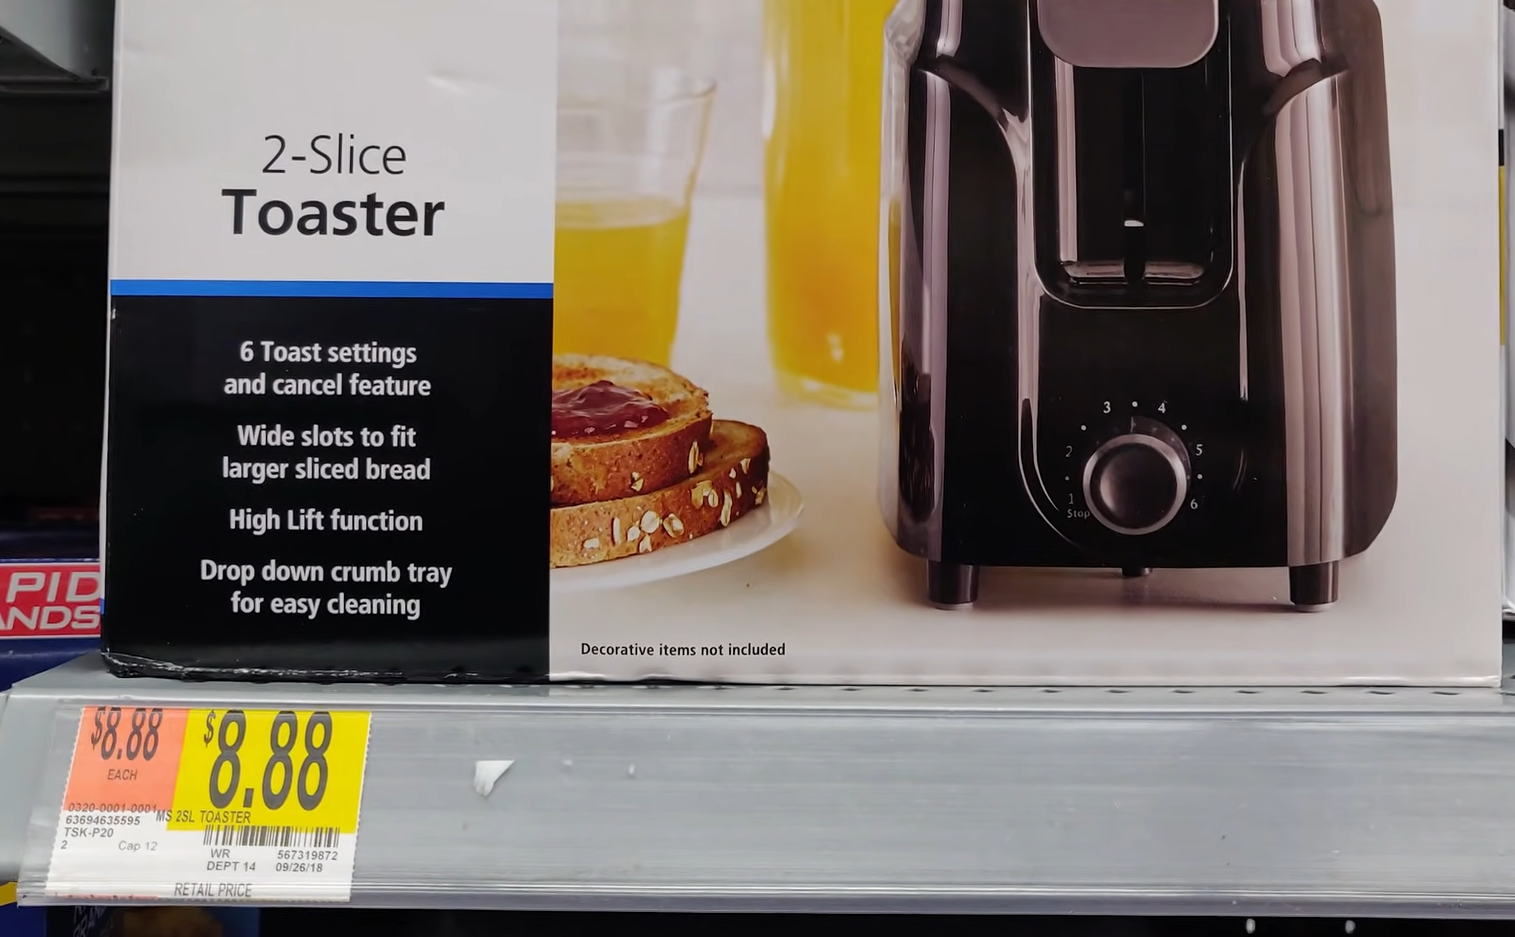 2-Slice
Toaster
6 Toast settings
and cancel feature
Wide slots to fit
larger sliced bread
High Lift function
Drop down crumb tray
for easy cleaning
3 4
2 5
1 6
Stop
Decorative items not included
PID
ANDS
$8.88
EACH
$8.88
0320-0001-0001
MS 2SL TOASTER
63694635595
TSK-P20
2 Cap 12
WR 567319872
DEPT 14 09/26/18
RETAIL PRICE